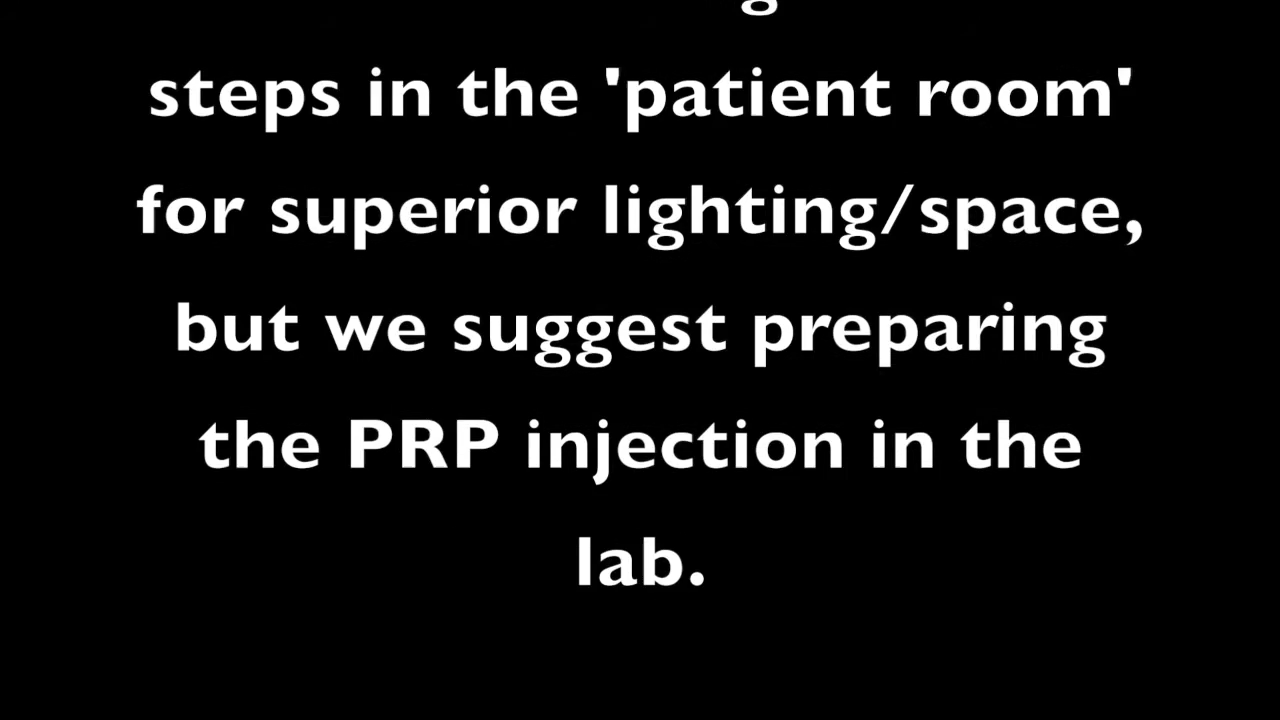 steps in the 'patient room'
for superior lighting/space,
but we suggest preparing
the PRP injection in the
lab.